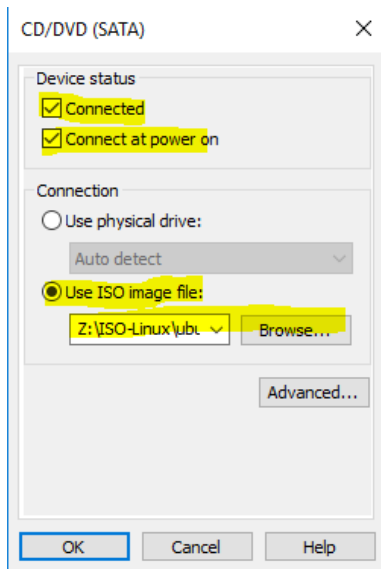 CD/DVD (SATA)
Device status
Connected
Connect at power on
Connection
Use physical drive:
Auto detect
Use ISO image file:
Z:\ISO-Linux\ubu Browse...
Advanced...
OK Cancel Help